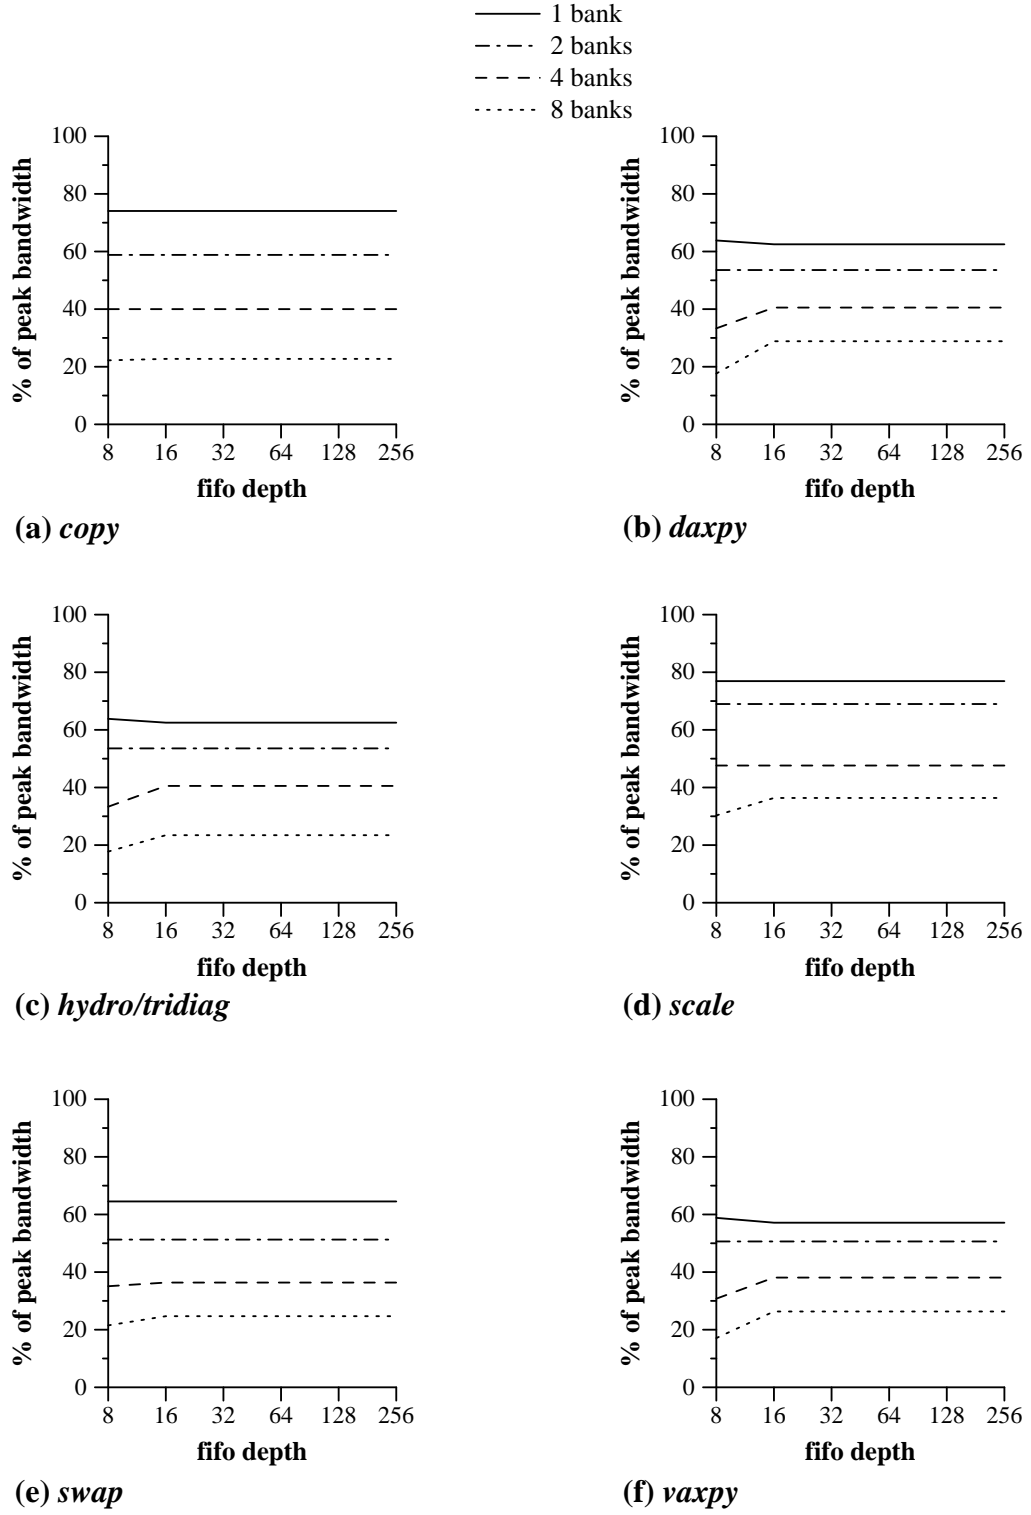 1 bank
2 banks
4 banks
8 banks
100
80
60
40
20
0
% of peak bandwidth
8 16 32 64 128 256
fifo depth
(a) copy
100
80
60
40
20
0
% of peak bandwidth
8 16 32 64 128 256
fifo depth
(b) daxpy
100
80
60
40
20
0
% of peak bandwidth
8 16 32 64 128 256
fifo depth
(c) hydro/tridiag
100
80
60
40
20
0
% of peak bandwidth
8 16 32 64 128 256
fifo depth
(d) scale
100
80
60
40
20
0
% of peak bandwidth
8 16 32 64 128 256
fifo depth
(e) swap
100
80
60
40
20
0
% of peak bandwidth
8 16 32 64 128 256
fifo depth
(f) vaxpy